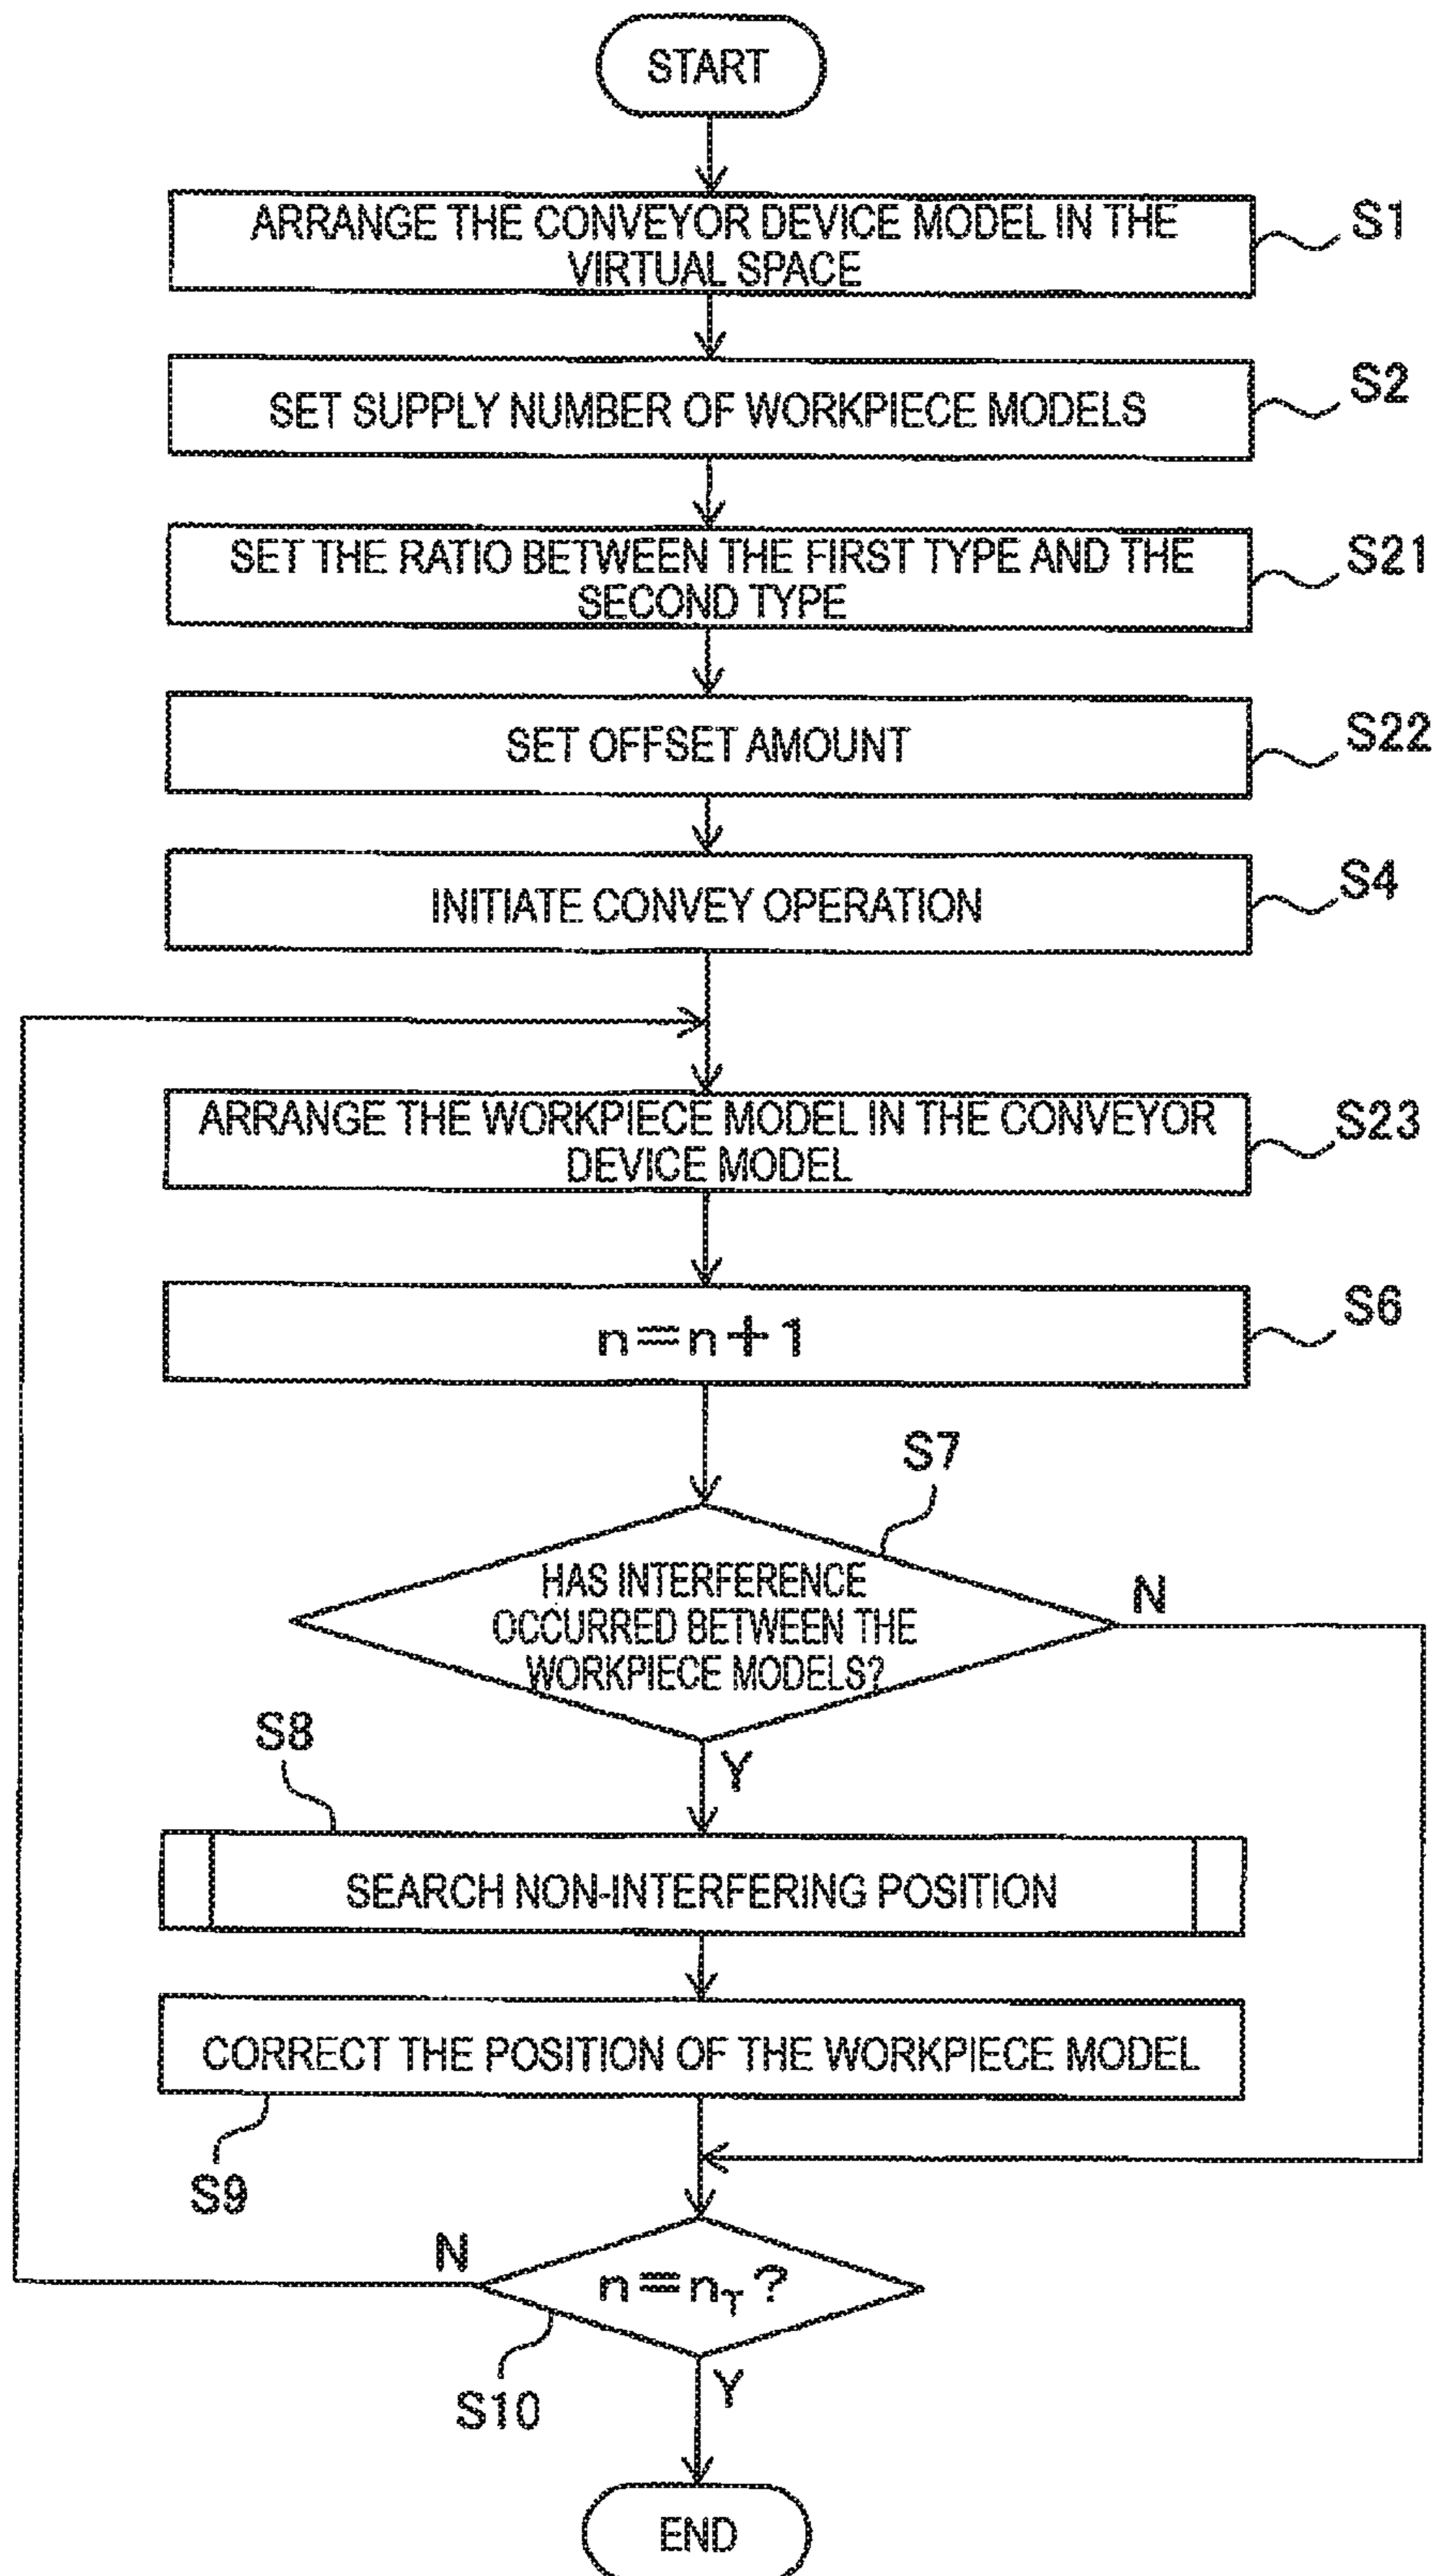 START
ARRANGE THE CONVEYOR DEVICE MODEL IN THE
VIRTUAL SPACE
S1
SET SUPPLY NUMBER OF WORKPIECE MODELS
S2
SET THE RATIO BETWEEN THE FIRST TYPE AND THE
SECOND TYPE
S21
SET OFFSET AMOUNT
S22
INITIATE CONVEY OPERATION
S4
ARRANGE THE WORKPIECE MODEL IN THE CONVEYOR
DEVICE MODEL
S23
n=n+1
S6
S7
HAS INTERFERENCE
OCCURRED BETWEEN THE
WORKPIECE MODELS?
N
Y
S8
SEARCH NON-INTERFERING POSITION
CORRECT THE POSITION OF THE WORKPIECE MODEL
S9
N
n=nT?
S10
Y
END